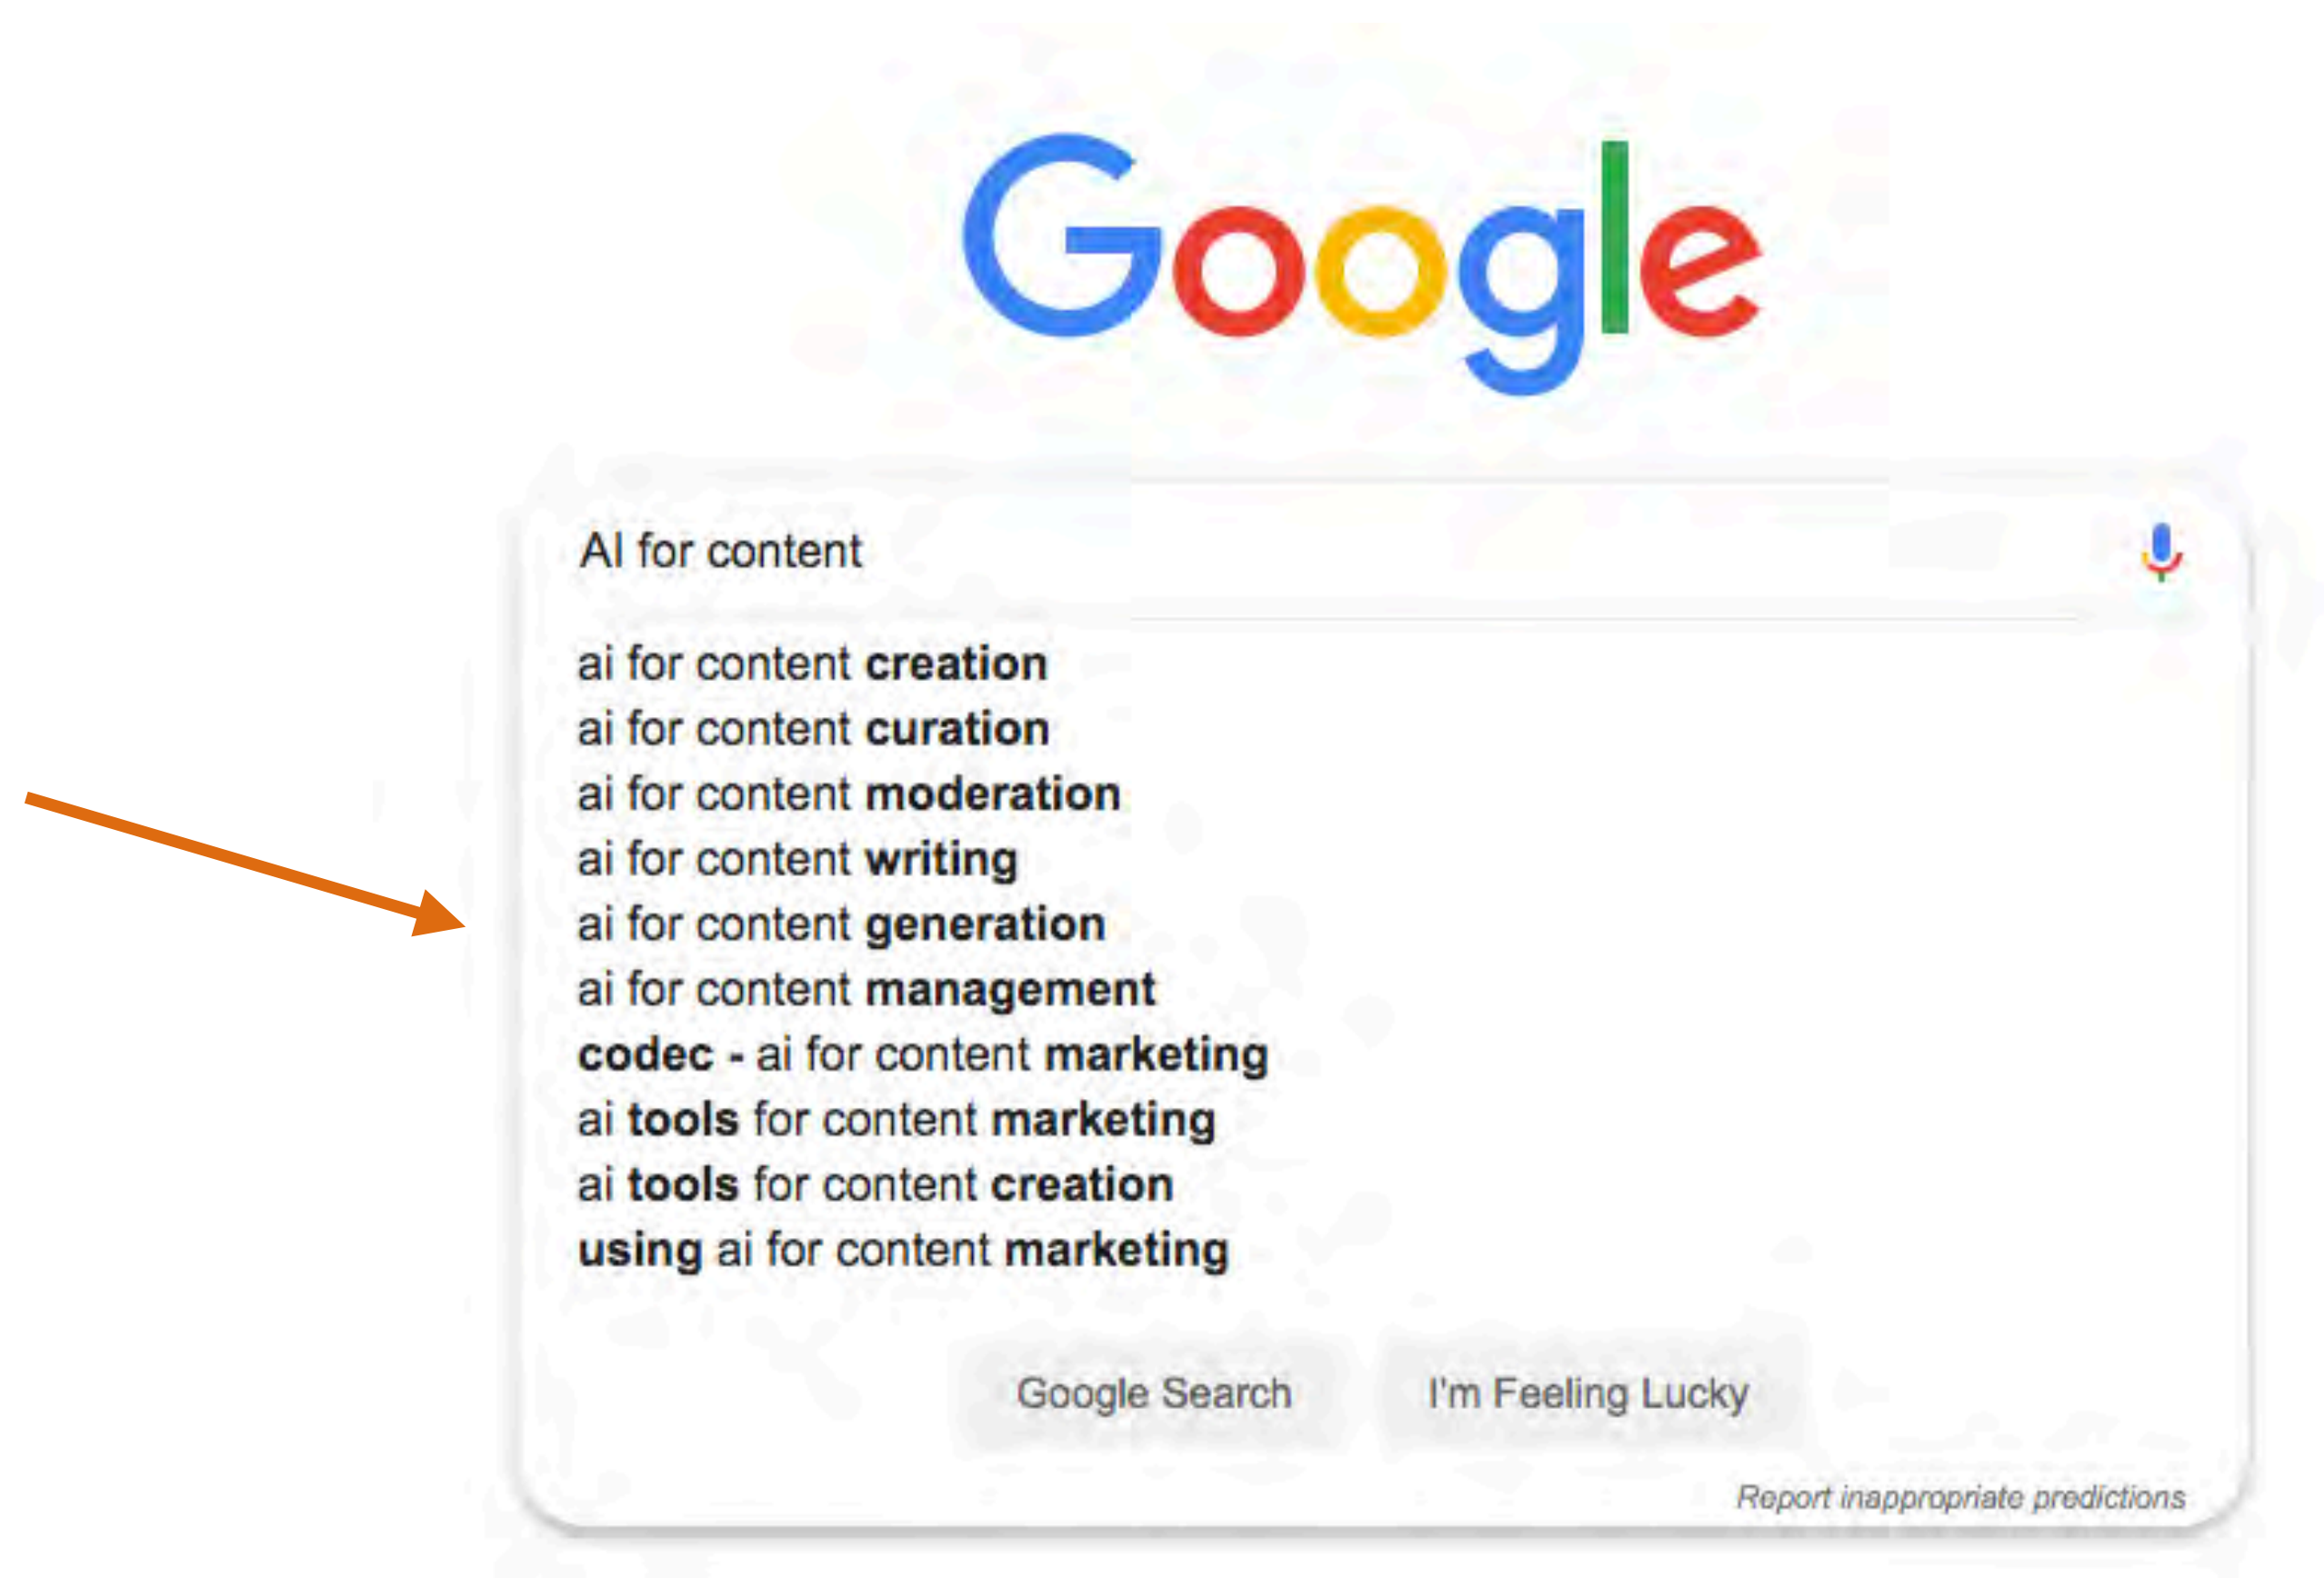 Google
AI for content
ai for content creation
ai for content curation
ai for content moderation
ai for content writing
ai for content generation
ai for content management
codec - ai for content marketing
ai tools for content marketing
ai tools for content creation
using ai for content marketing
Google Search
I'm Feeling Lucky
Report inappropriate predictions